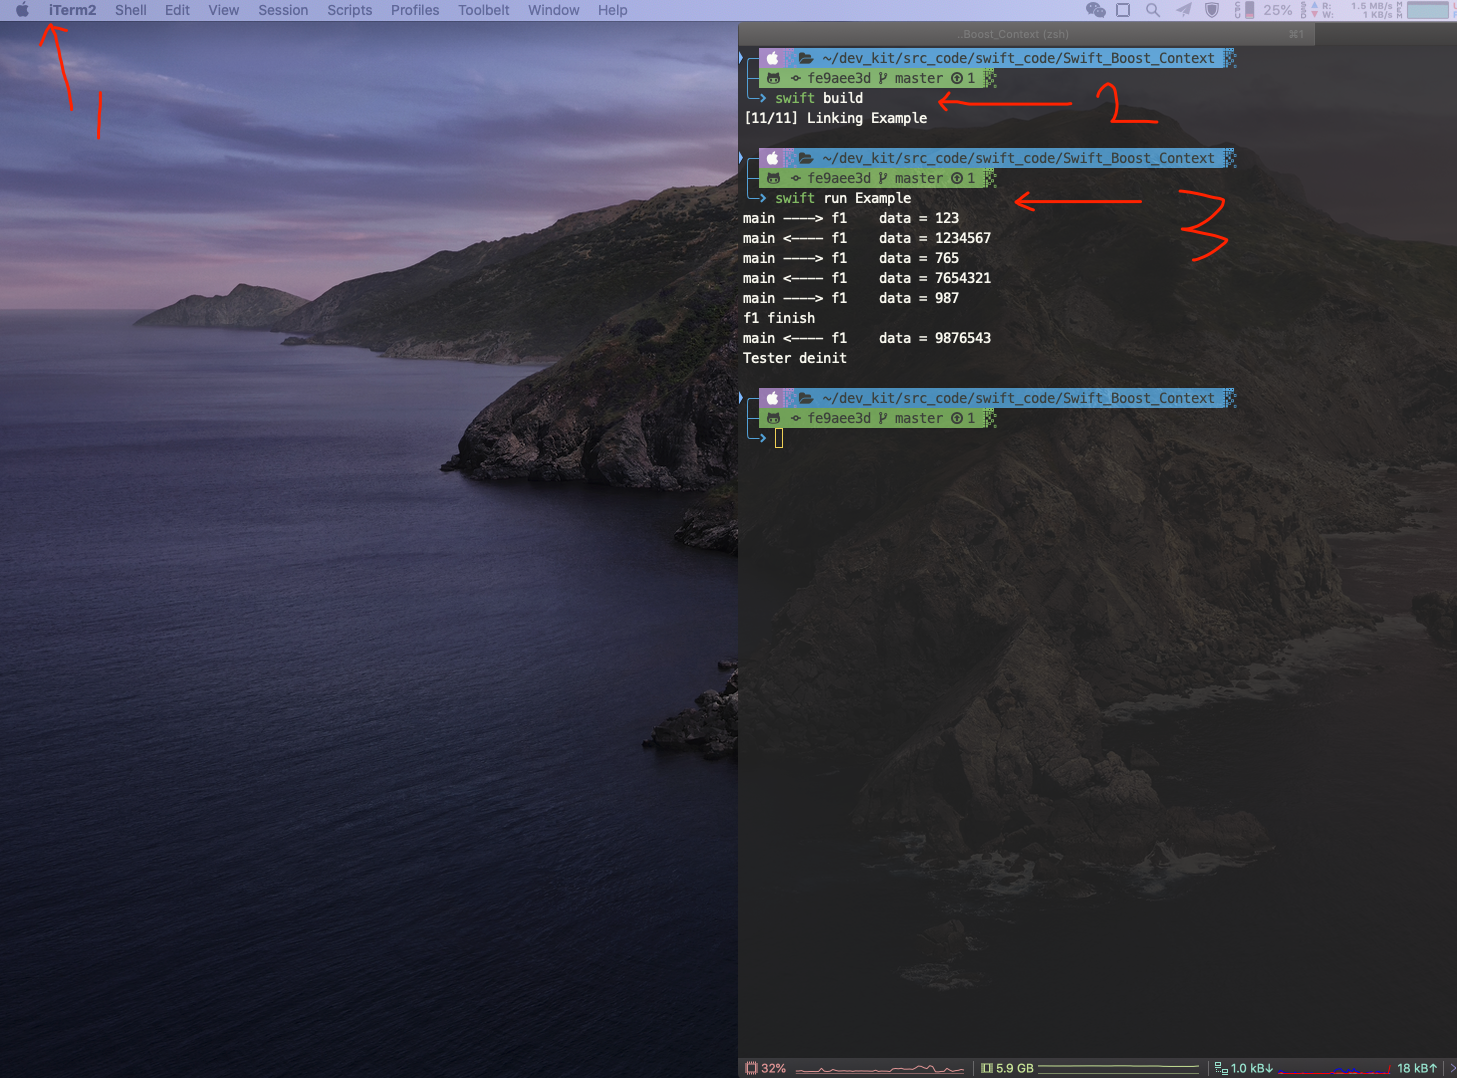 iTerm2 Shell Edit View Session Scripts Profiles Toolbelt Window Help
25% R: 1.5 MB/s
W: 1 KB/s
1
..Boost_Context (zsh) ⌘1
~/dev_kit/src_code/swift_code/Swift_Boost_Context
fe9aee3d master 1
swift build
2
[11/11] Linking Example
~/dev_kit/src_code/swift_code/Swift_Boost_Context
fe9aee3d master 1
swift run Example
3
main ----> f1 data = 123
main <---- f1 data = 1234567
main ----> f1 data = 765
main <---- f1 data = 7654321
main ----> f1 data = 987
f1 finish
main <---- f1 data = 9876543
Tester deinit
~/dev_kit/src_code/swift_code/Swift_Boost_Context
fe9aee3d master 1
32% 5.9 GB 1.0 kB↓ 18 kB↑